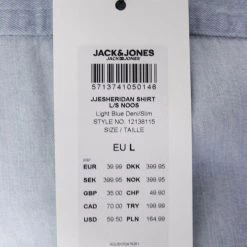 JACK&JONES
JACK&JONES
5713741050146
JJESHERIDAN SHIRT
L/S NOOS
Light Blue Deni/Slim
STYLE NO: 12138115
SIZE / TAILLE
EU L
EUR 39.99 DKK 399.95
SEK 399.95 NOK 399.95
GBP 35.00 CHF 49.90
CAD 70.00 TRY 199.99
USD 59.50 PLN 164.99